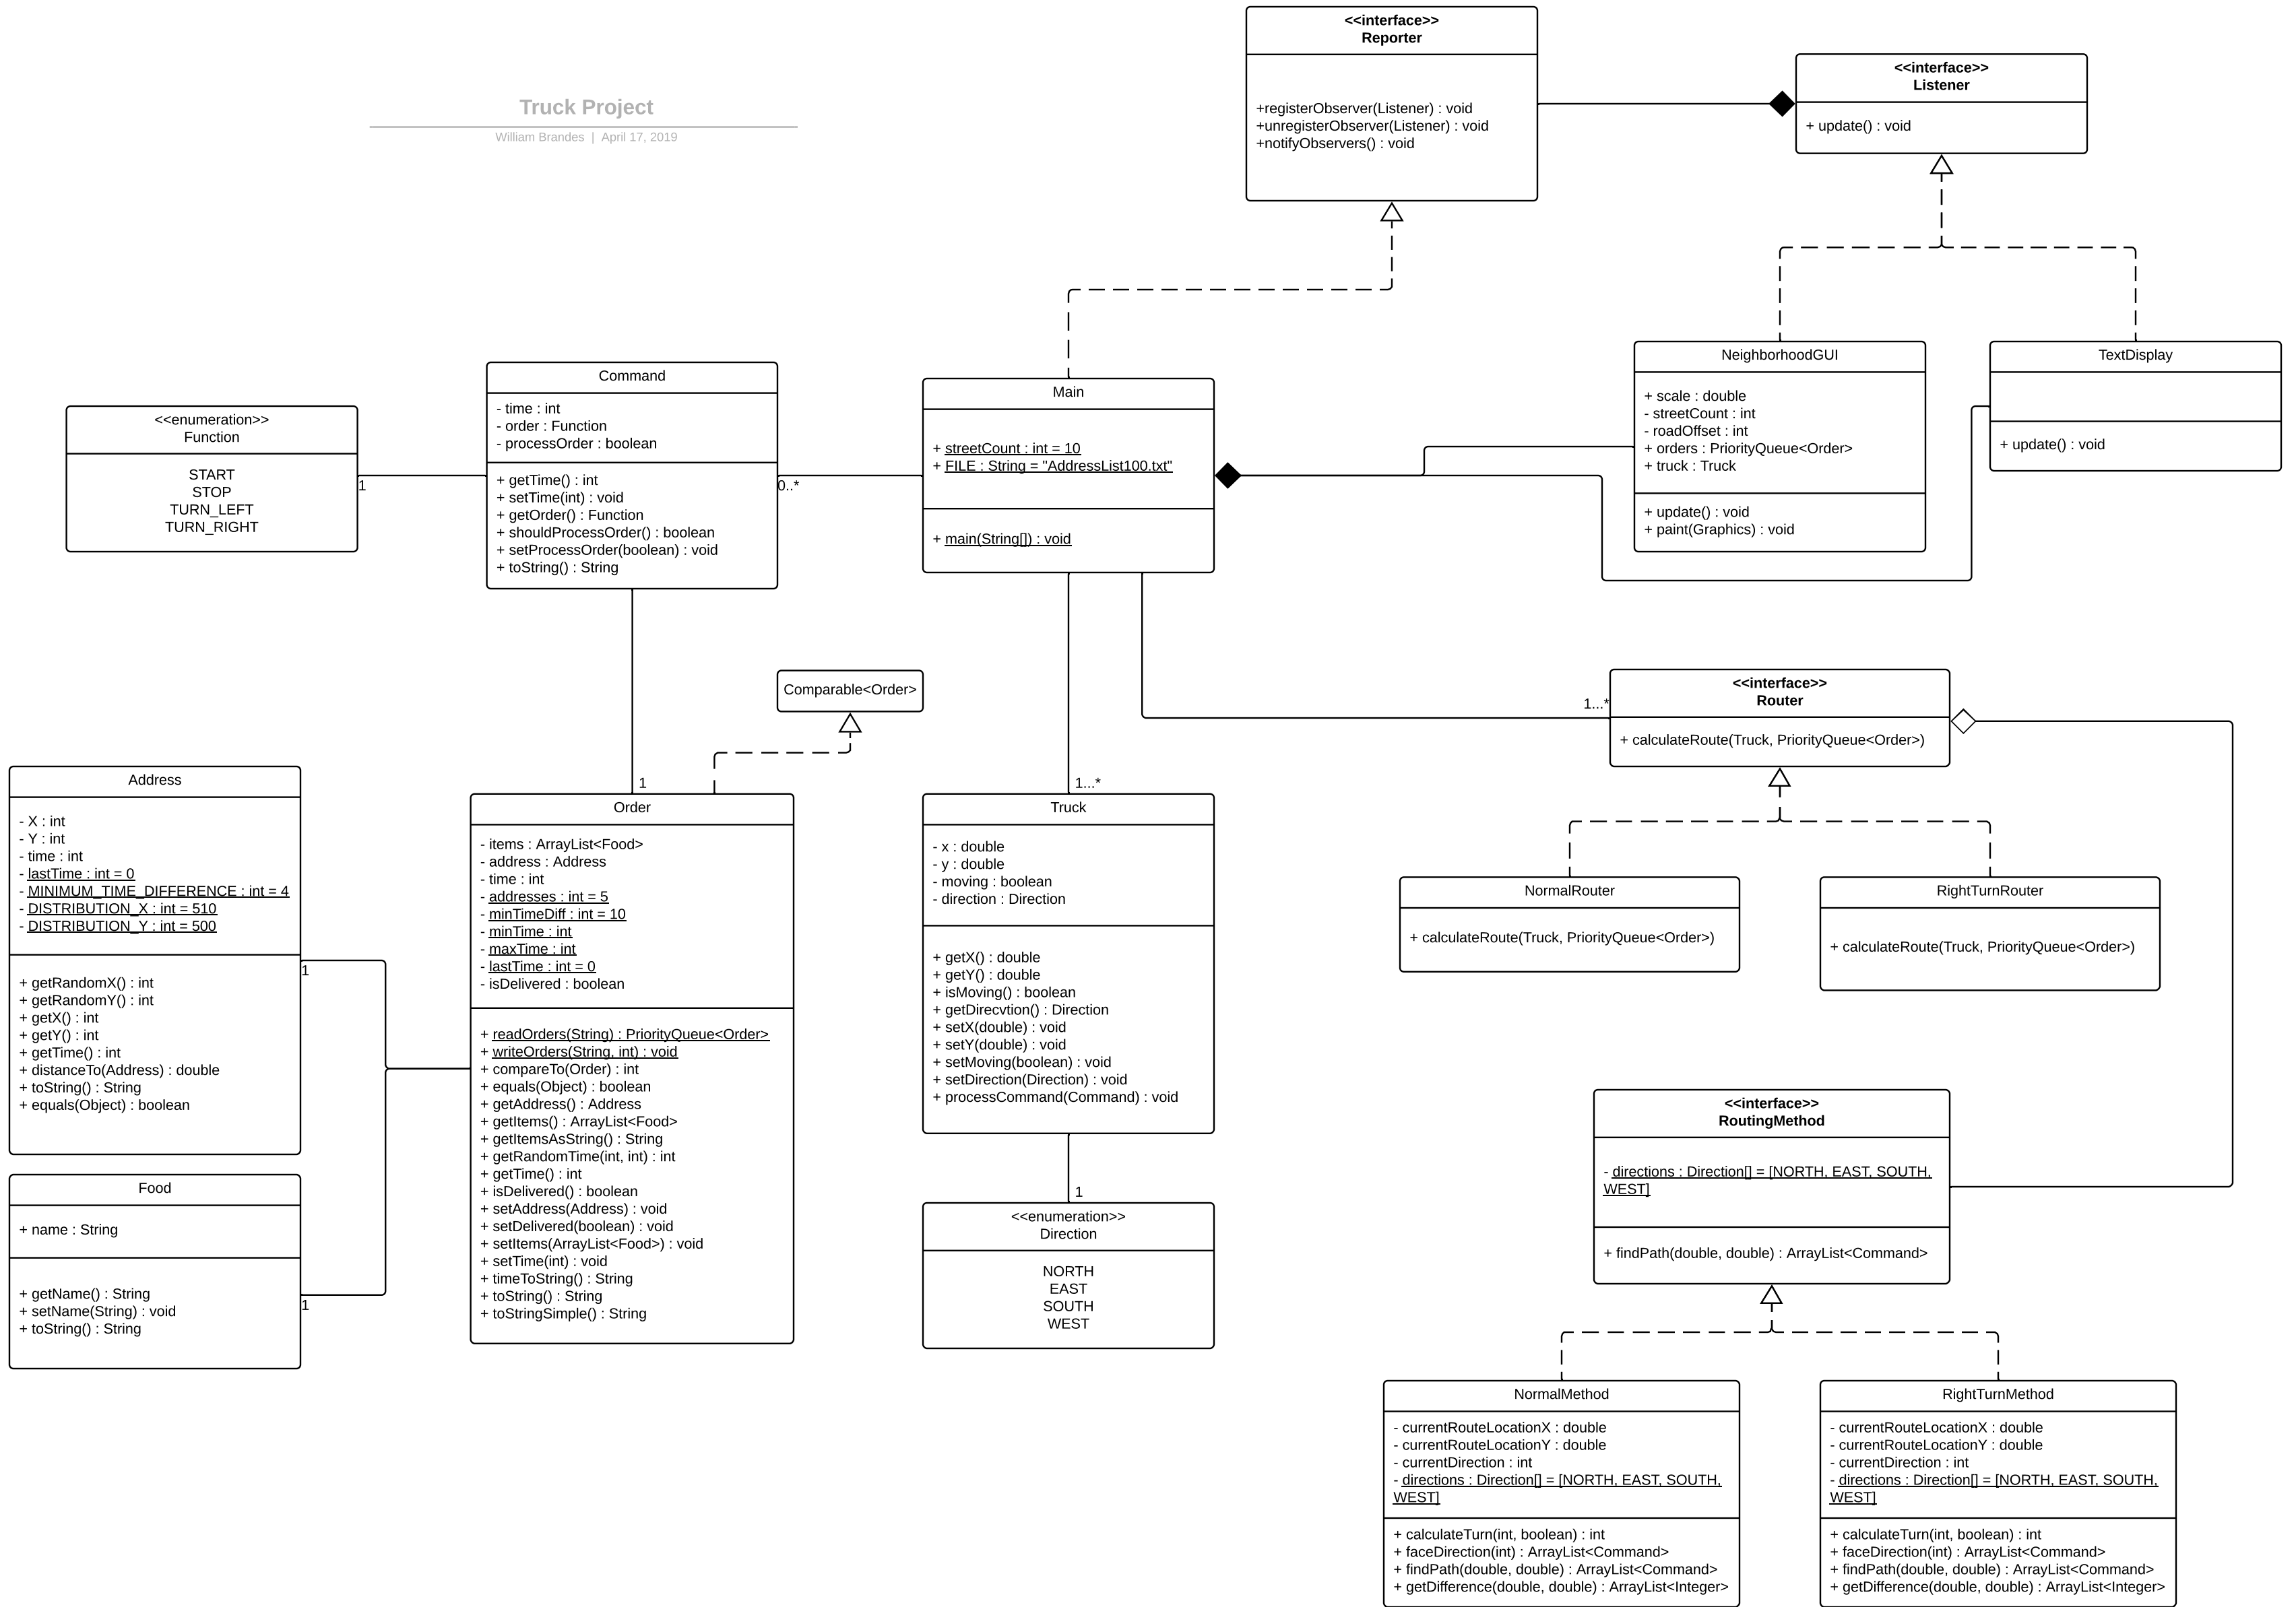 Truck Project
William Brandes | April 17, 2019
<<interface>>
Reporter
+registerObserver(Listener) : void
+unregisterObserver(Listener) : void
+notifyObservers() : void
<<interface>>
Listener
+ update() : void
<<enumeration>>
Function
START
STOP
TURN_LEFT
TURN_RIGHT
1
Command
- time : int
- order : Function
- processOrder : boolean
+ getTime() : int
+ setTime(int) : void
+ getOrder() : Function
+ shouldProcessOrder() : boolean
+ setProcessOrder(boolean) : void
+ toString() : String
0..*
Main
+ streetCount : int = 10
+ FILE : String = "AddressList100.txt"
+ main(String[]) : void
NeighborhoodGUI
+ scale : double
- streetCount : int
- roadOffset : int
+ orders : PriorityQueue<Order>
+ truck : Truck
+ update() : void
+ paint(Graphics) : void
TextDisplay
+ update() : void
Comparable<Order>
1...*
<<interface>>
Router
+ calculateRoute(Truck, PriorityQueue<Order>)
Address
- X : int
- Y : int
- time : int
- lastTime : int = 0
- MINIMUM_TIME_DIFFERENCE : int = 4
- DISTRIBUTION_X : int = 510
- DISTRIBUTION_Y : int = 500
+ getRandomX() : int
+ getRandomY() : int
+ getX() : int
+ getY() : int
+ getTime() : int
+ distanceTo(Address) : double
+ toString() : String
+ equals(Object) : boolean
1
Food
+ name : String
+ getName() : String
+ setName(String) : void
+ toString() : String
1
1
Order
- items : ArrayList<Food>
- address : Address
- time : int
- addresses : int = 5
- minTimeDiff : int = 10
- minTime : int
- maxTime : int
- lastTime : int = 0
- isDelivered : boolean
+ readOrders(String) : PriorityQueue<Order>
+ writeOrders(String, int) : void
+ compareTo(Order) : int
+ equals(Object) : boolean
+ getAddress() : Address
+ getItems() : ArrayList<Food>
+ getItemsAsString() : String
+ getRandomTime(int, int) : int
+ getTime() : int
+ isDelivered() : boolean
+ setAddress(Address) : void
+ setDelivered(boolean) : void
+ setItems(ArrayList<Food>) : void
+ setTime(int) : void
+ timeToString() : String
+ toString() : String
+ toStringSimple() : String
1...*
Truck
- x : double
- y : double
- moving : boolean
- direction : Direction
+ getX() : double
+ getY() : double
+ isMoving() : boolean
+ getDirecvtion() : Direction
+ setX(double) : void
+ setY(double) : void
+ setMoving(boolean) : void
+ setDirection(Direction) : void
+ processCommand(Command) : void
1
<<enumeration>>
Direction
NORTH
EAST
SOUTH
WEST
NormalRouter
+ calculateRoute(Truck, PriorityQueue<Order>)
RightTurnRouter
+ calculateRoute(Truck, PriorityQueue<Order>)
<<interface>>
RoutingMethod
- directions : Direction[] = [NORTH, EAST, SOUTH,
WEST]
+ findPath(double, double) : ArrayList<Command>
NormalMethod
- currentRouteLocationX : double
- currentRouteLocationY : double
- currentDirection : int
- directions : Direction[] = [NORTH, EAST, SOUTH,
WEST]
+ calculateTurn(int, boolean) : int
+ faceDirection(int) : ArrayList<Command>
+ findPath(double, double) : ArrayList<Command>
+ getDifference(double, double) : ArrayList<Integer>
RightTurnMethod
- currentRouteLocationX : double
- currentRouteLocationY : double
- currentDirection : int
- directions : Direction[] = [NORTH, EAST, SOUTH,
WEST]
+ calculateTurn(int, boolean) : int
+ faceDirection(int) : ArrayList<Command>
+ findPath(double, double) : ArrayList<Command>
+ getDifference(double, double) : ArrayList<Integer>